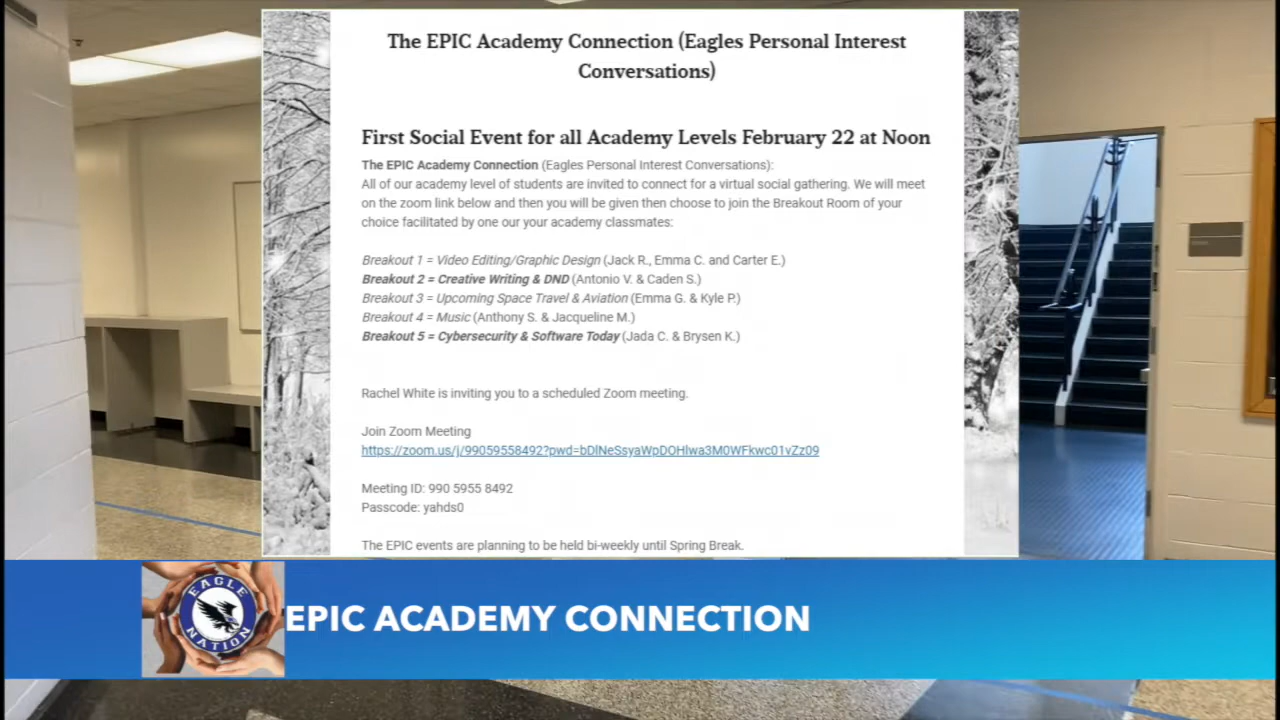 The EPIC Academy Connection (Eagles Personal Interest
Conversations)
First Social Event for all Academy Levels February 22 at Noon
The EPIC Academy Connection (Eagles Personal Interest Conversations):
All of our academy level of students are invited to connect for a virtual social gathering. We will meet
on the zoom link below and then you will be given then choose to join the Breakout Room of your
choice facilitated by one our your academy classmates:
Breakout 1 = Video Editing/Graphic Design (Jack R., Emma C. and Carter E.)
Breakout 2 = Creative Writing & DND (Antonio V. & Caden S.)
Breakout 3 = Upcoming Space Travel & Aviation (Emma G. & Kyle P.)
Breakout 4 = Music (Anthony S. & Jacqueline M.)
Breakout 5 = Cybersecurity & Software Today (Jada C. & Brysen K.)
Rachel White is inviting you to a scheduled Zoom meeting.
Join Zoom Meeting
https://zoom.us/j/99059558492?pwd=bDlNeSsyaWpDOHlwa3M0WFkwc01vZz09
Meeting ID: 990 5955 8492
Passcode: yahds0
The EPIC events are planning to be held bi-weekly until Spring Break.
EAGLE
NATION
EPIC ACADEMY CONNECTION